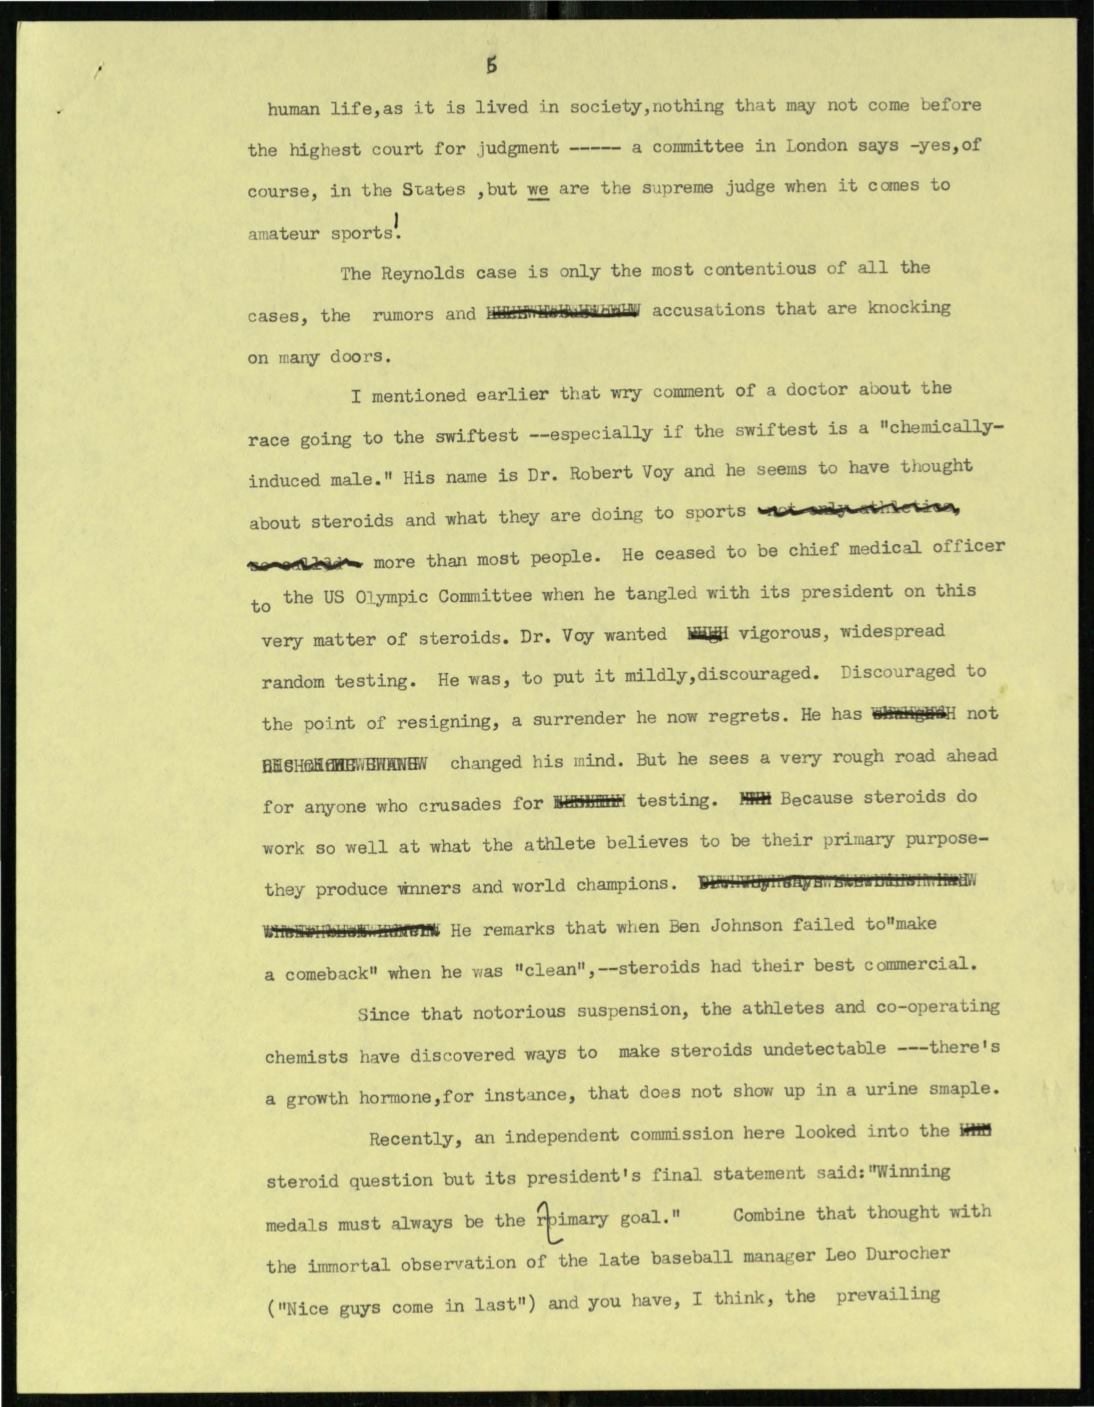 5
human life,as it is lived in society,nothing that may not come before
the highest court for judgment ----- a committee in London says -yes,of
course, in the States ,but we are the supreme judge when it comes to
amateur sports!
The Reynolds case is only the most contentious of all the
cases, the rumors and accusations that are knocking
on many doors.
I mentioned earlier that wry comment of a doctor about the
race going to the swiftest --especially if the swiftest is a "chemically-
induced male." His name is Dr. Robert Voy and he seems to have thought
about steroids and what they are doing to sports not only athletics,
so-called- more than most people. He ceased to be chief medical officer
to the US Olympic Committee when he tangled with its president on this
very matter of steroids. Dr. Voy wanted vigorous, widespread
random testing. He was, to put it mildly,discouraged. Discouraged to
the point of resigning, a surrender he now regrets. He has not
changed his mind. But he sees a very rough road ahead
for anyone who crusades for testing. Because steroids do
work so well at what the athlete believes to be their primary purpose-
they produce winners and world champions.
He remarks that when Ben Johnson failed to"make
a comeback" when he was "clean",--steroids had their best commercial.
Since that notorious suspension, the athletes and co-operating
chemists have discovered ways to make steroids undetectable ---there's
a growth hormone,for instance, that does not show up in a urine smaple.
Recently, an independent commission here looked into the
steroid question but its president's final statement said:"Winning
medals must always be the rpimary goal." Combine that thought with
the immortal observation of the late baseball manager Leo Durocher
("Nice guys come in last") and you have, I think, the prevailing